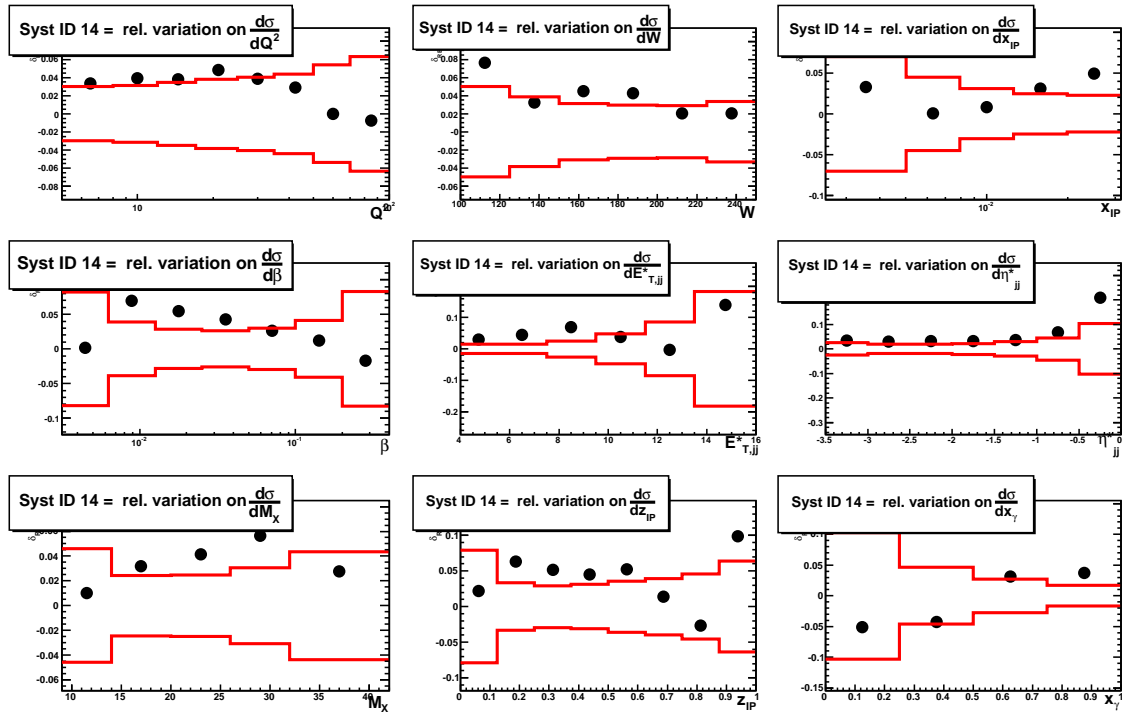 Syst ID 14 = rel. variation on dσ/dQ²
0.06
0.04
0.02
0
-0.02
-0.04
-0.06
-0.08
10
Q²
Syst ID 14 = rel. variation on dσ/dW
0.08
0.06
0.04
0.02
-0
-0.02
-0.04
-0.06
100 120 140 160 180 200 220 240
W
Syst ID 14 = rel. variation on dσ/dx_IP
0.05
0
-0.05
-0.1
10⁻²
x_IP
Syst ID 14 = rel. variation on dσ/dβ
0.05
0
-0.05
-0.1
10⁻² 10⁻¹
β
Syst ID 14 = rel. variation on dσ/dE*_T,jj
0.1
0
-0.1
-0.2
4 6 8 10 12 14 16
E*_T,jj
Syst ID 14 = rel. variation on dσ/dη*_jj
0.1
0
-0.1
-0.2
-0.3
-3.5 -3 -2.5 -2 -1.5 -1 -0.5 0
η*_jj
Syst ID 14 = rel. variation on dσ/dM_X
0.04
0.02
0
-0.02
-0.04
-0.06
10 15 20 25 30 35 40
M_X
Syst ID 14 = rel. variation on dσ/dz_IP
0.1
0.05
0
-0.05
-0.1
0 0.1 0.2 0.3 0.4 0.5 0.6 0.7 0.8 0.9 1
z_IP
Syst ID 14 = rel. variation on dσ/dx_γ
0.1
0.05
0
-0.05
-0.1
-0.15
0 0.1 0.2 0.3 0.4 0.5 0.6 0.7 0.8 0.9 1
x_γ